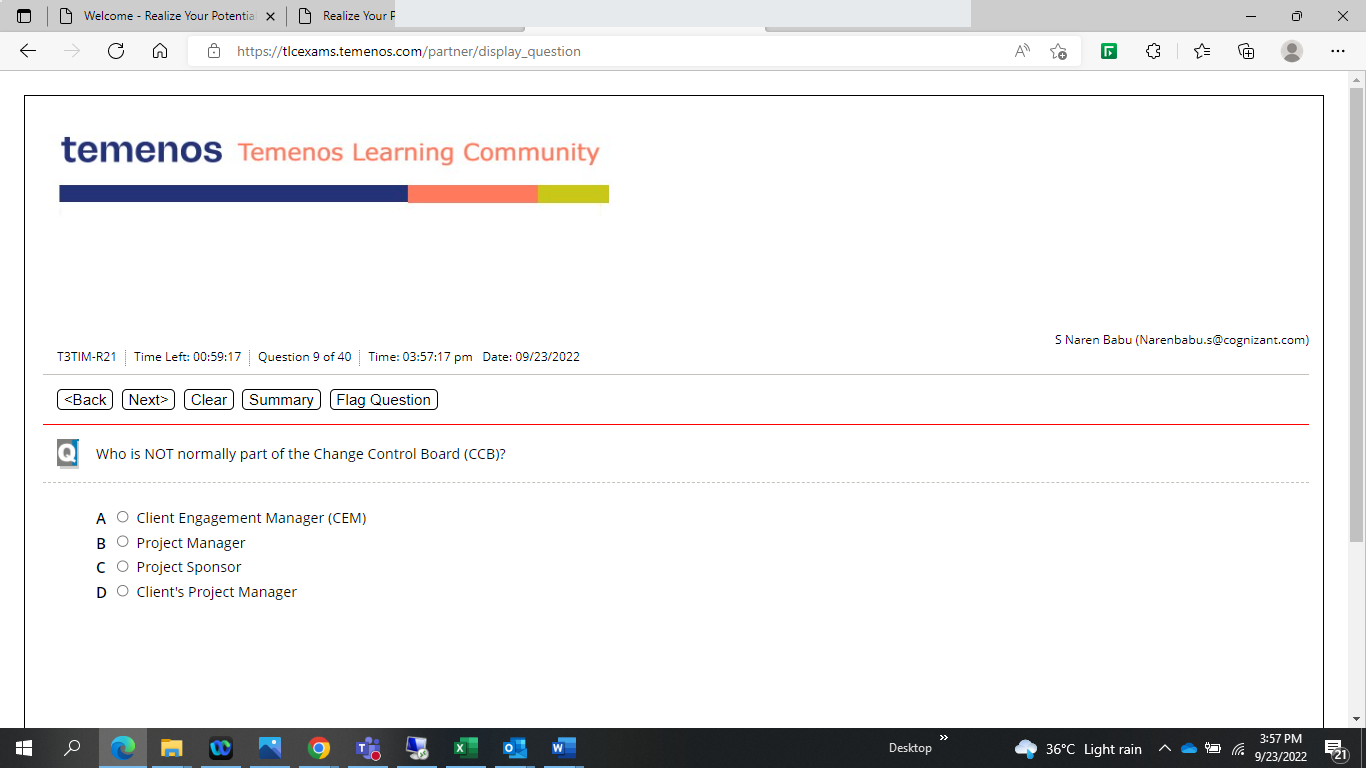 Welcome - Realize Your Potential
Realize Your P
https://tlcexams.temenos.com/partner/display_question
temenos Temenos Learning Community
S Naren Babu (Narenbabu.s@cognizant.com)
T3TIM-R21 Time Left: 00:59:17 Question 9 of 40 Time: 03:57:17 pm Date: 09/23/2022
<Back Next> Clear Summary Flag Question
Q Who is NOT normally part of the Change Control Board (CCB)?
A Client Engagement Manager (CEM)
B Project Manager
C Project Sponsor
D Client's Project Manager
Desktop
36°C Light rain
3:57 PM
9/23/2022
21